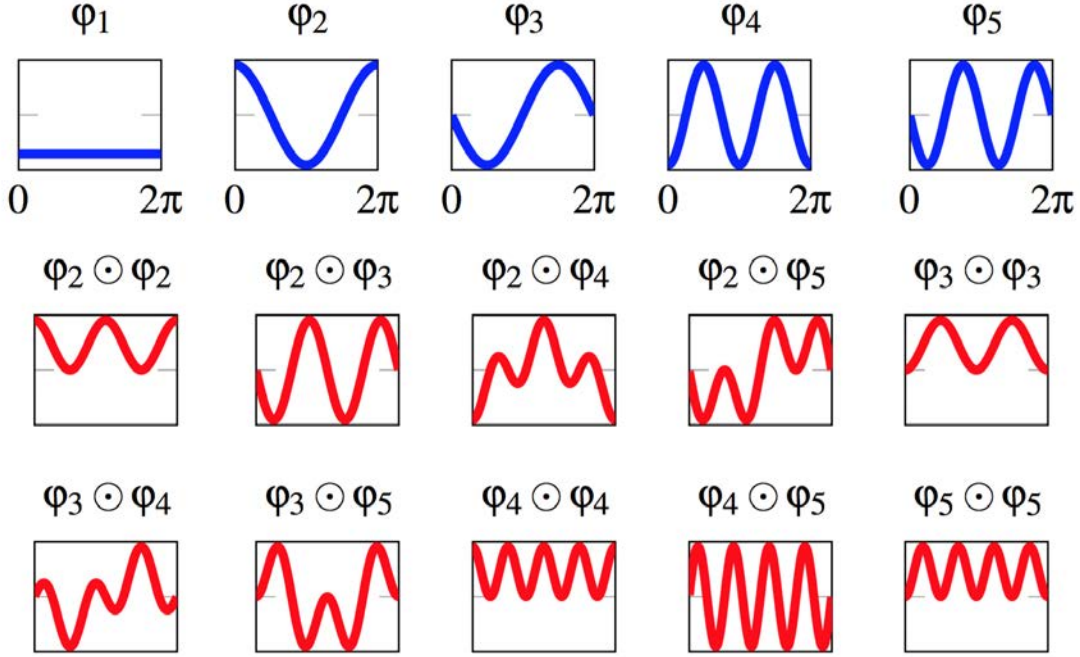 φ₁ φ₂ φ₃ φ₄ φ₅
0 2π 0 2π 0 2π 0 2π 0 2π
φ₂ ⊙ φ₂ φ₂ ⊙ φ₃ φ₂ ⊙ φ₄ φ₂ ⊙ φ₅ φ₃ ⊙ φ₃
φ₃ ⊙ φ₄ φ₃ ⊙ φ₅ φ₄ ⊙ φ₄ φ₄ ⊙ φ₅ φ₅ ⊙ φ₅